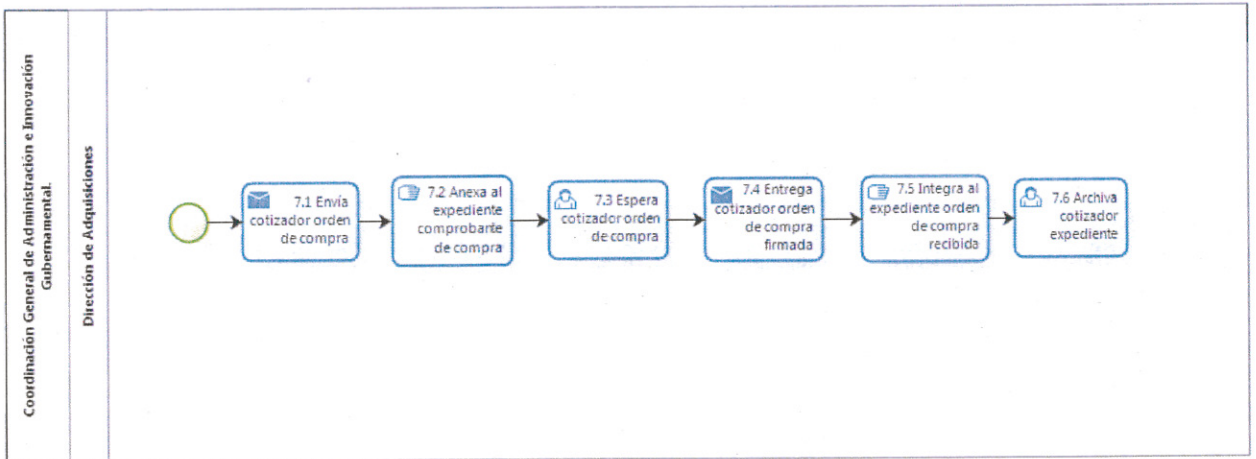 Coordinación General de Administración e Innovación
Gubernamental.
Dirección de Adquisiciones
7.1 Envía
cotizador orden
de compra
7.2 Anexa al
expediente
comprobante
de compra
7.3 Espera
cotizador orden
de compra
7.4 Entrega
cotizador orden
de compra
firmada
7.5 Integra al
expediente orden
de compra
recibida
7.6 Archiva
cotizador
expediente